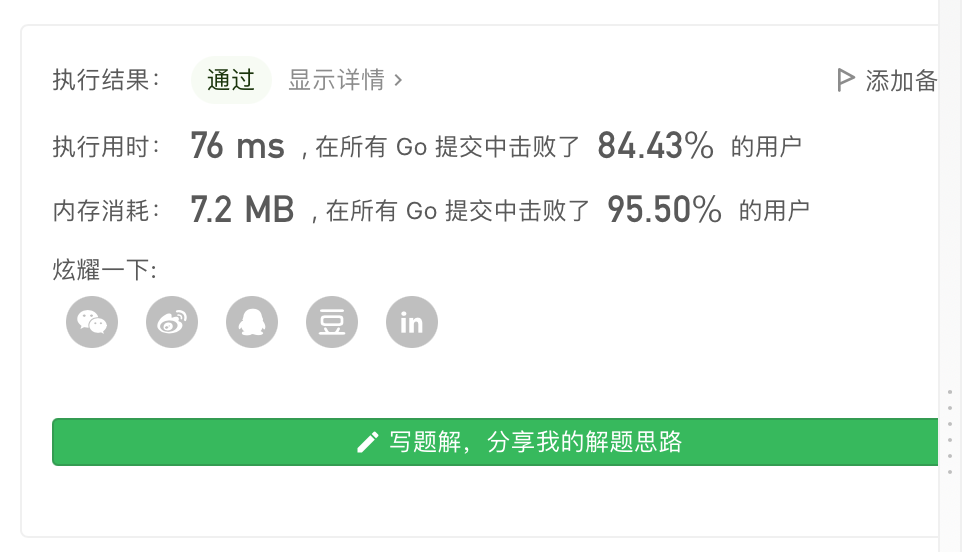 执行结果： 通过 显示详情 > 添加备
执行用时： 76 ms , 在所有 Go 提交中击败了 84.43% 的用户
内存消耗： 7.2 MB , 在所有 Go 提交中击败了 95.50% 的用户
炫耀一下:
豆 in
写题解，分享我的解题思路